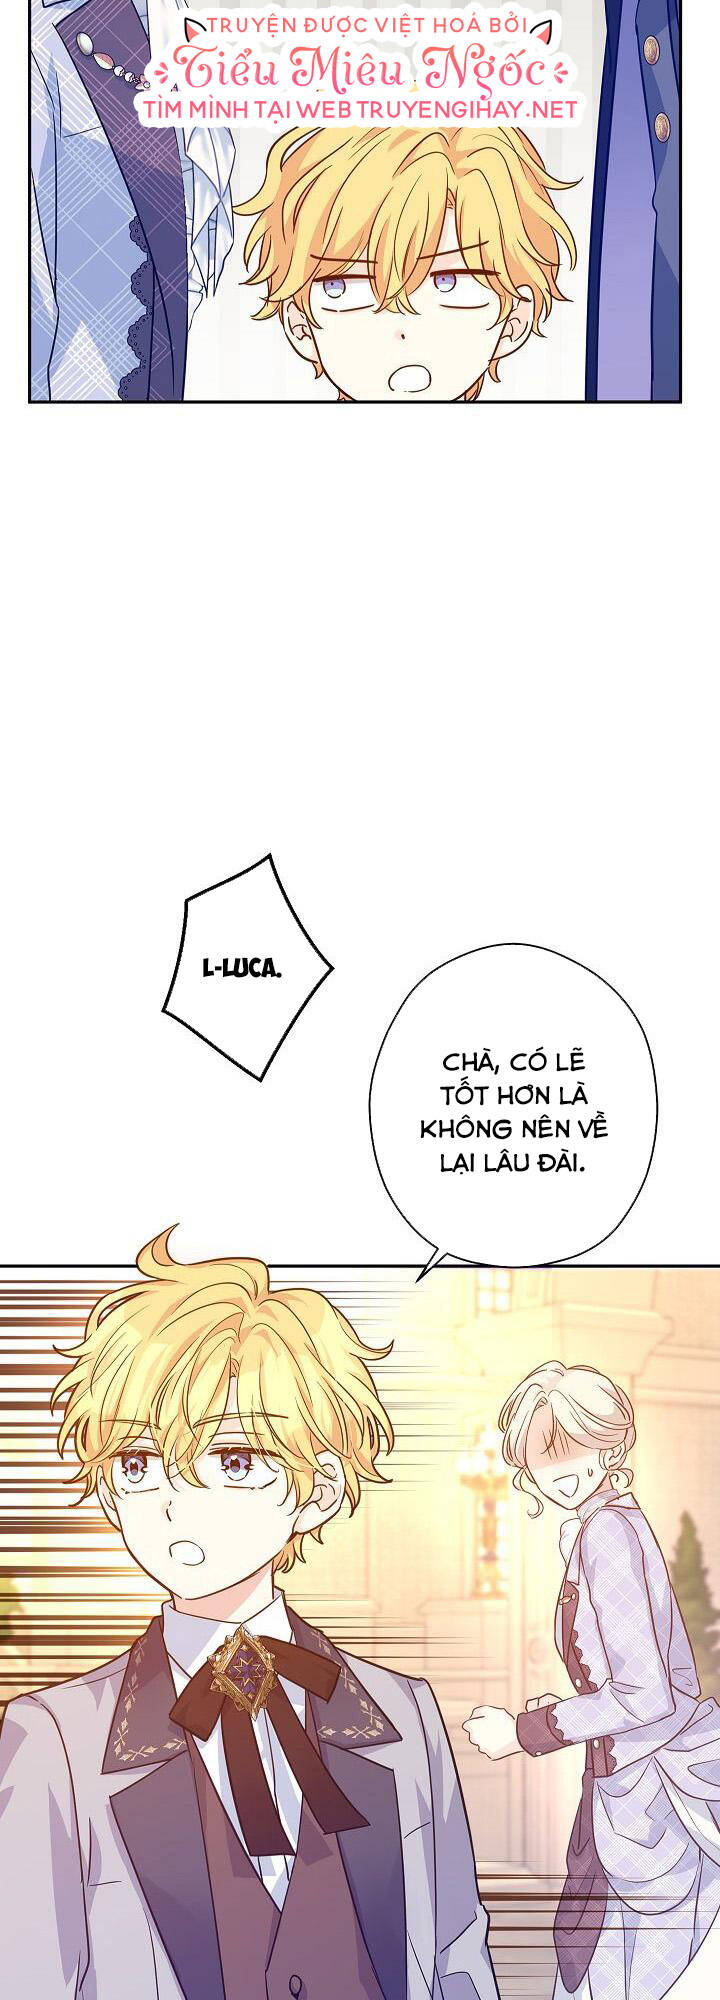 TRUYỆN ĐƯỢC VIỆT HOÁ BỞI
Tiểu Miêu Ngốc
TÌM MÌNH TẠI WEB TRUYENGIHAY.NET
L-LUCA.
CHÀ, CÓ LẼ
TỐT HƠN LÀ
KHÔNG NÊN VỀ
LẠI LÂU ĐÀI.